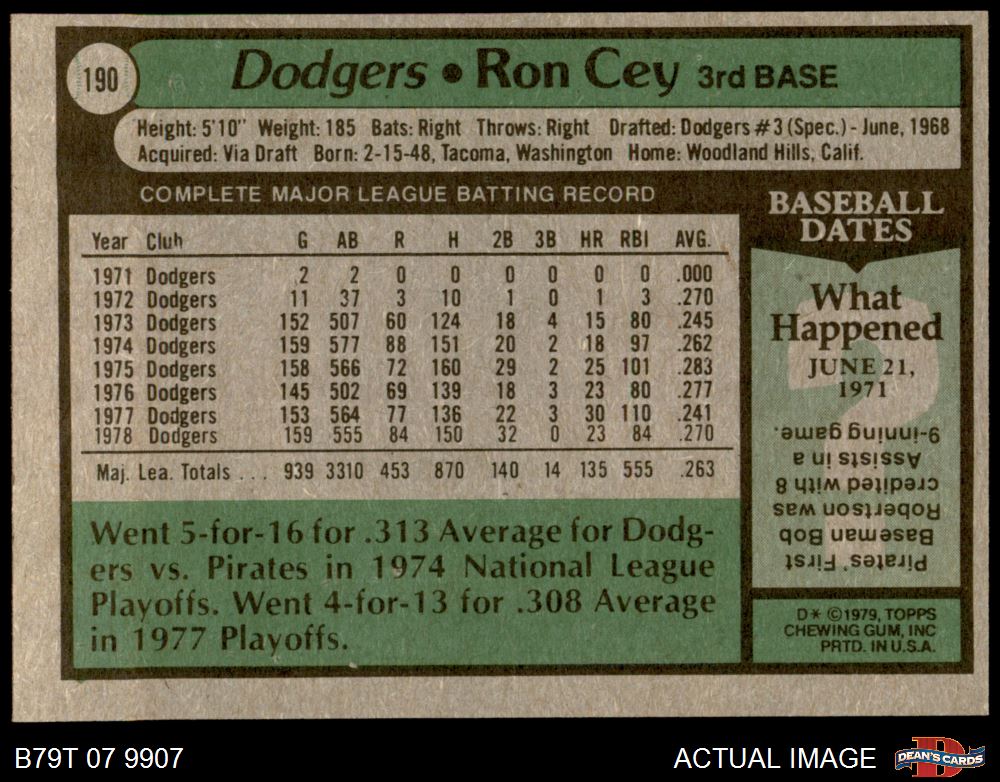 190
Dodgers • Ron Cey 3rd BASE
Height: 5'10" Weight: 185 Bats: Right Throws: Right Drafted: Dodgers #3 (Spec.) - June, 1968
Acquired: Via Draft Born: 2-15-48, Tacoma, Washington Home: Woodland Hills, Calif.
COMPLETE MAJOR LEAGUE BATTING RECORD
Year Club G AB R H 2B 3B HR RBI AVG.
1971 Dodgers 2 2 0 0 0 0 0 0 .000
1972 Dodgers 11 37 3 10 1 0 1 3 .270
1973 Dodgers 152 507 60 124 18 4 15 80 .245
1974 Dodgers 159 577 88 151 20 2 18 97 .262
1975 Dodgers 158 566 72 160 29 2 25 101 .283
1976 Dodgers 145 502 69 139 18 3 23 80 .277
1977 Dodgers 153 564 77 136 22 3 30 110 .241
1978 Dodgers 159 555 84 150 32 0 23 84 .270
Maj. Lea. Totals ... 939 3310 453 870 140 14 135 555 .263
Went 5-for-16 for .313 Average for Dodg-
ers vs. Pirates in 1974 National League
Playoffs. Went 4-for-13 for .308 Average
in 1977 Playoffs.
BASEBALL
DATES
What
Happened
JUNE 21,
1971
Pirates' First
Baseman Bob
Robertson was
credited with 8
Assists in a
9-inning game.
D* ©1979, TOPPS
CHEWING GUM, INC
PRTD. IN U.S.A.
B79T 07 9907
ACTUAL IMAGE
D
DEAN'S CARDS